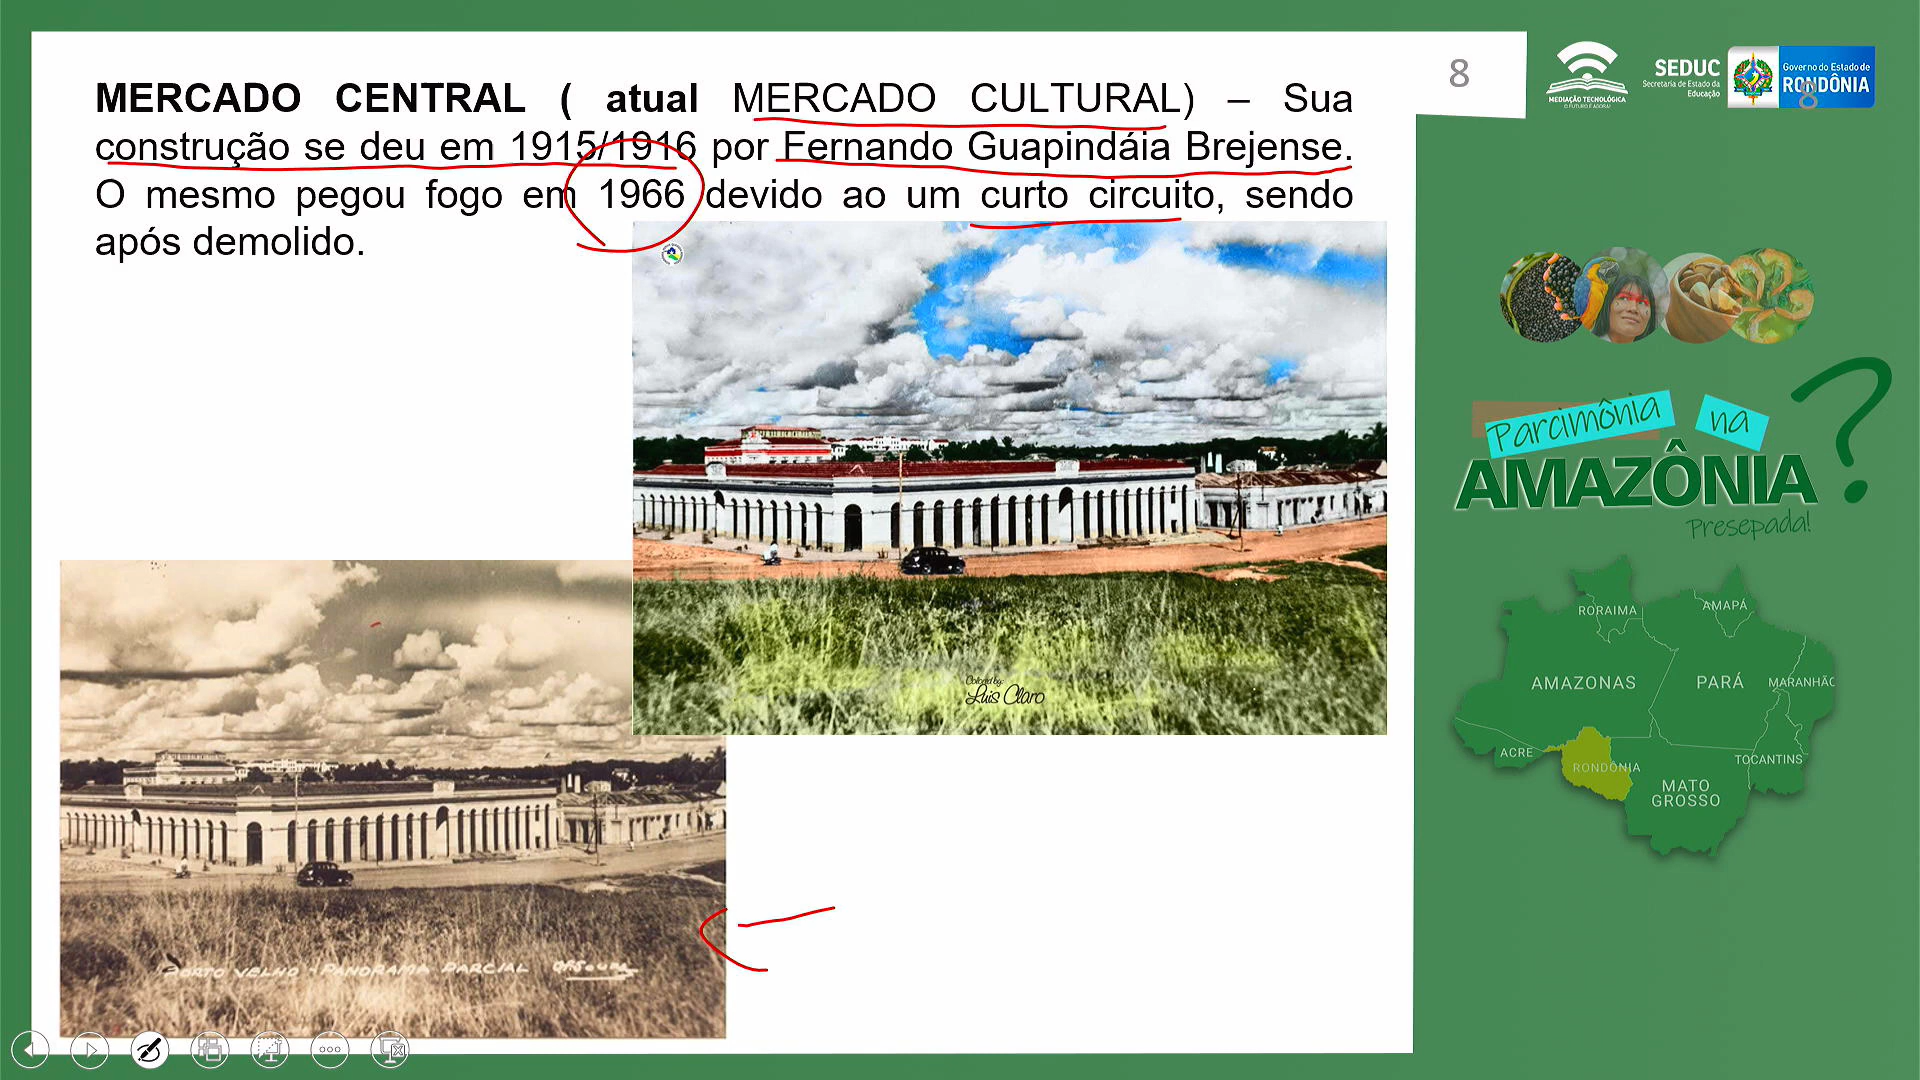 MERCADO CENTRAL ( atual MERCADO CULTURAL) – Sua
construção se deu em 1915/1916 por Fernando Guapindáia Brejense.
O mesmo pegou fogo em 1966 devido ao um curto circuito, sendo
após demolido.
8
MEDIAÇÃO TECNOLÓGICA
O FUTURO É AGORA!
SEDUC
Secretaria de Estado da
Educação
Governo do Estado de
RONDÔNIA
8
Parcimônia na
AMAZÔNIA ?
Presepada!
Colored by:
Luis Claro
PORTO VELHO - PANORAMA PARCIAL
RORAIMA
AMAPÁ
AMAZONAS
PARÁ
MARANHÃO
ACRE
RONDÔNIA
TOCANTINS
MATO
GROSSO